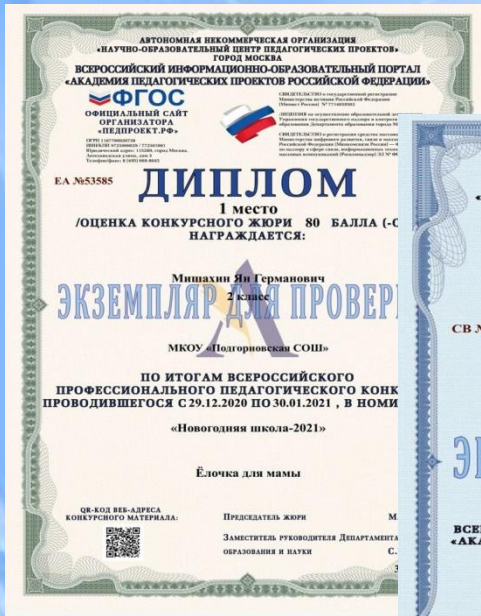 АВТОНОМНАЯ НЕКОММЕРЧЕСКАЯ ОРГАНИЗАЦИЯ
«НАУЧНО-ОБРАЗОВАТЕЛЬНЫЙ ЦЕНТР ПЕДАГОГИЧЕСКИХ ПРОЕКТОВ»
ГОРОД МОСКВА
ВСЕРОССИЙСКИЙ ИНФОРМАЦИОННО-ОБРАЗОВАТЕЛЬНЫЙ ПОРТАЛ
«АКАДЕМИЯ ПЕДАГОГИЧЕСКИХ ПРОЕКТОВ РОССИЙСКОЙ ФЕДЕРАЦИИ»
ФГОС
ОФИЦИАЛЬНЫЙ САЙТ
ОРГАНИЗАТОРА
«ПЕДПРОЕКТ.РФ»
ЕА №53585
ДИПЛОМ
1 место
/ОЦЕНКА КОНКУРСНОГО ЖЮРИ 80 БАЛЛА (-О
НАГРАЖДАЕТСЯ:
Мишахин Ян Германович
2 класс
ЭКЗЕМПЛЯР ДЛЯ ПРОВЕР
МКОУ «Подгорновская СОШ»
ПО ИТОГАМ ВСЕРОССИЙСКОГО
ПРОФЕССИОНАЛЬНОГО ПЕДАГОГИЧЕСКОГО КОНК
ПРОВОДИВШЕГОСЯ С 29.12.2020 ПО 30.01.2021 , В НОМИ
«Новогодняя школа-2021»
Ёлочка для мамы
QR-КОД ВЕБ-АДРЕСА
КОНКУРСНОГО МАТЕРИАЛА:
ПРЕДСЕДАТЕЛЬ ЖЮРИ М.
ЗАМЕСТИТЕЛЬ РУКОВОДИТЕЛЯ ДЕПАРТАМЕНТА
ОБРАЗОВАНИЯ И НАУКИ С.
СВ №
ЭК
ВСЕР
«АКА